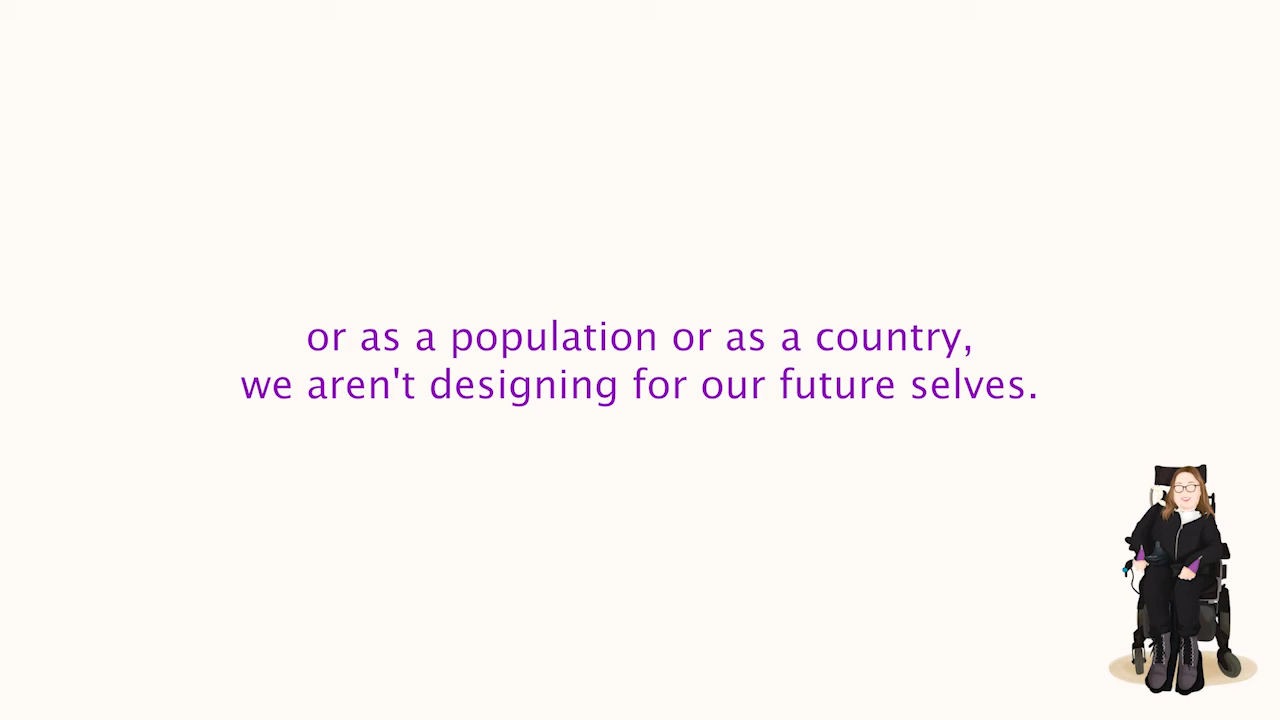 or as a population or as a country,
we aren't designing for our future selves.